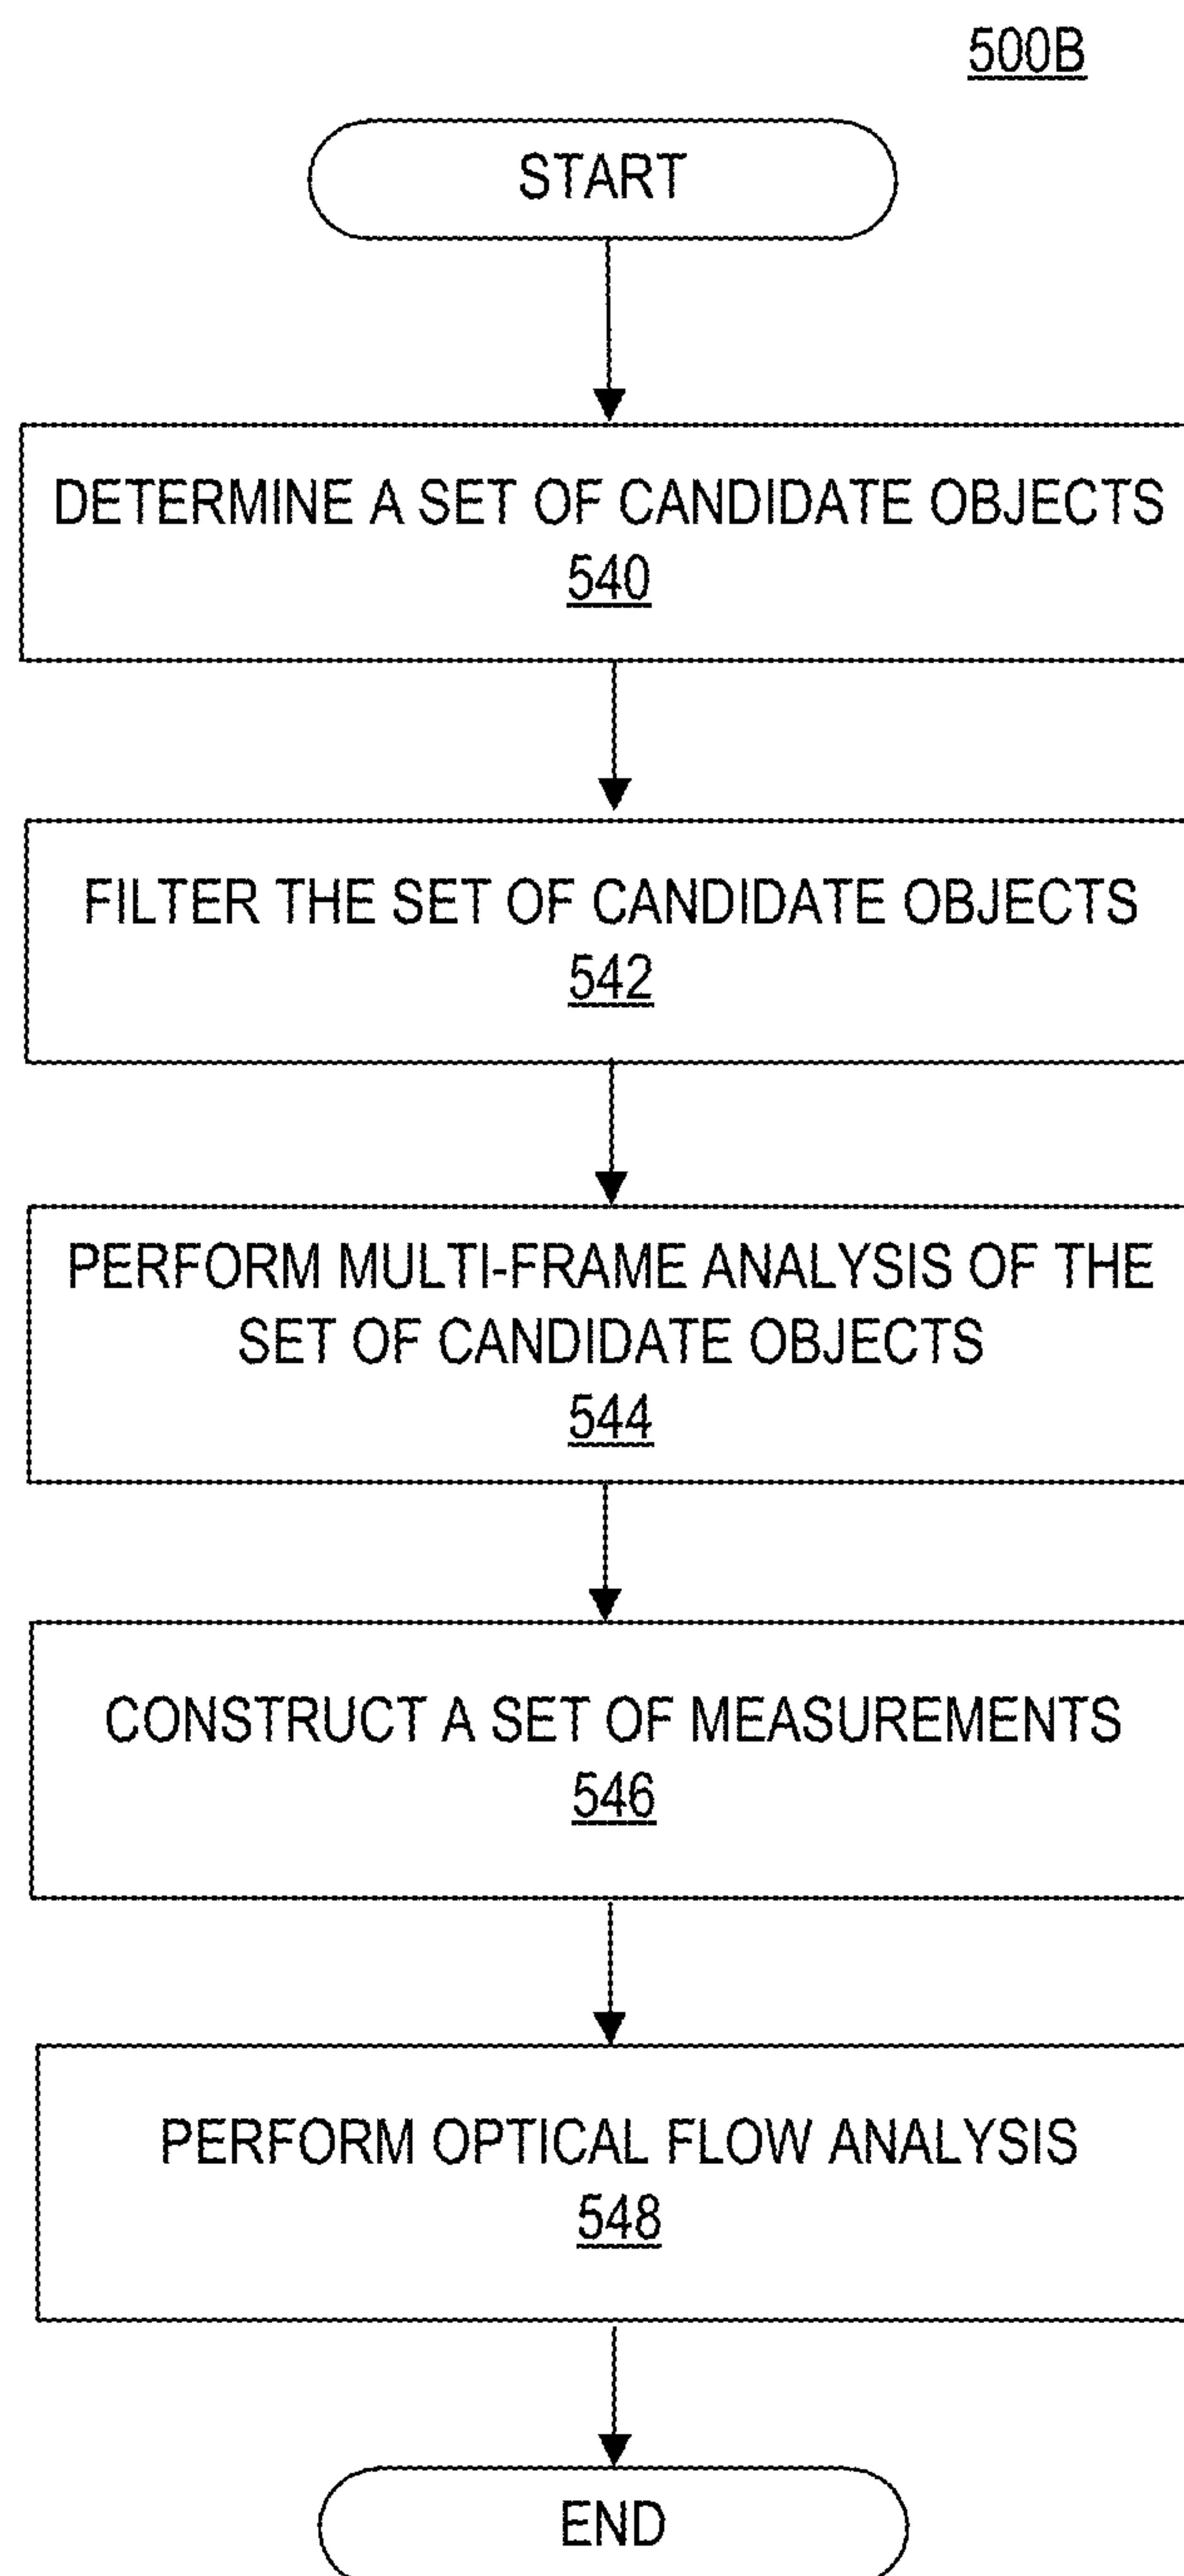 500B
START
DETERMINE A SET OF CANDIDATE OBJECTS
540
FILTER THE SET OF CANDIDATE OBJECTS
542
PERFORM MULTI-FRAME ANALYSIS OF THE
SET OF CANDIDATE OBJECTS
544
CONSTRUCT A SET OF MEASUREMENTS
546
PERFORM OPTICAL FLOW ANALYSIS
548
END